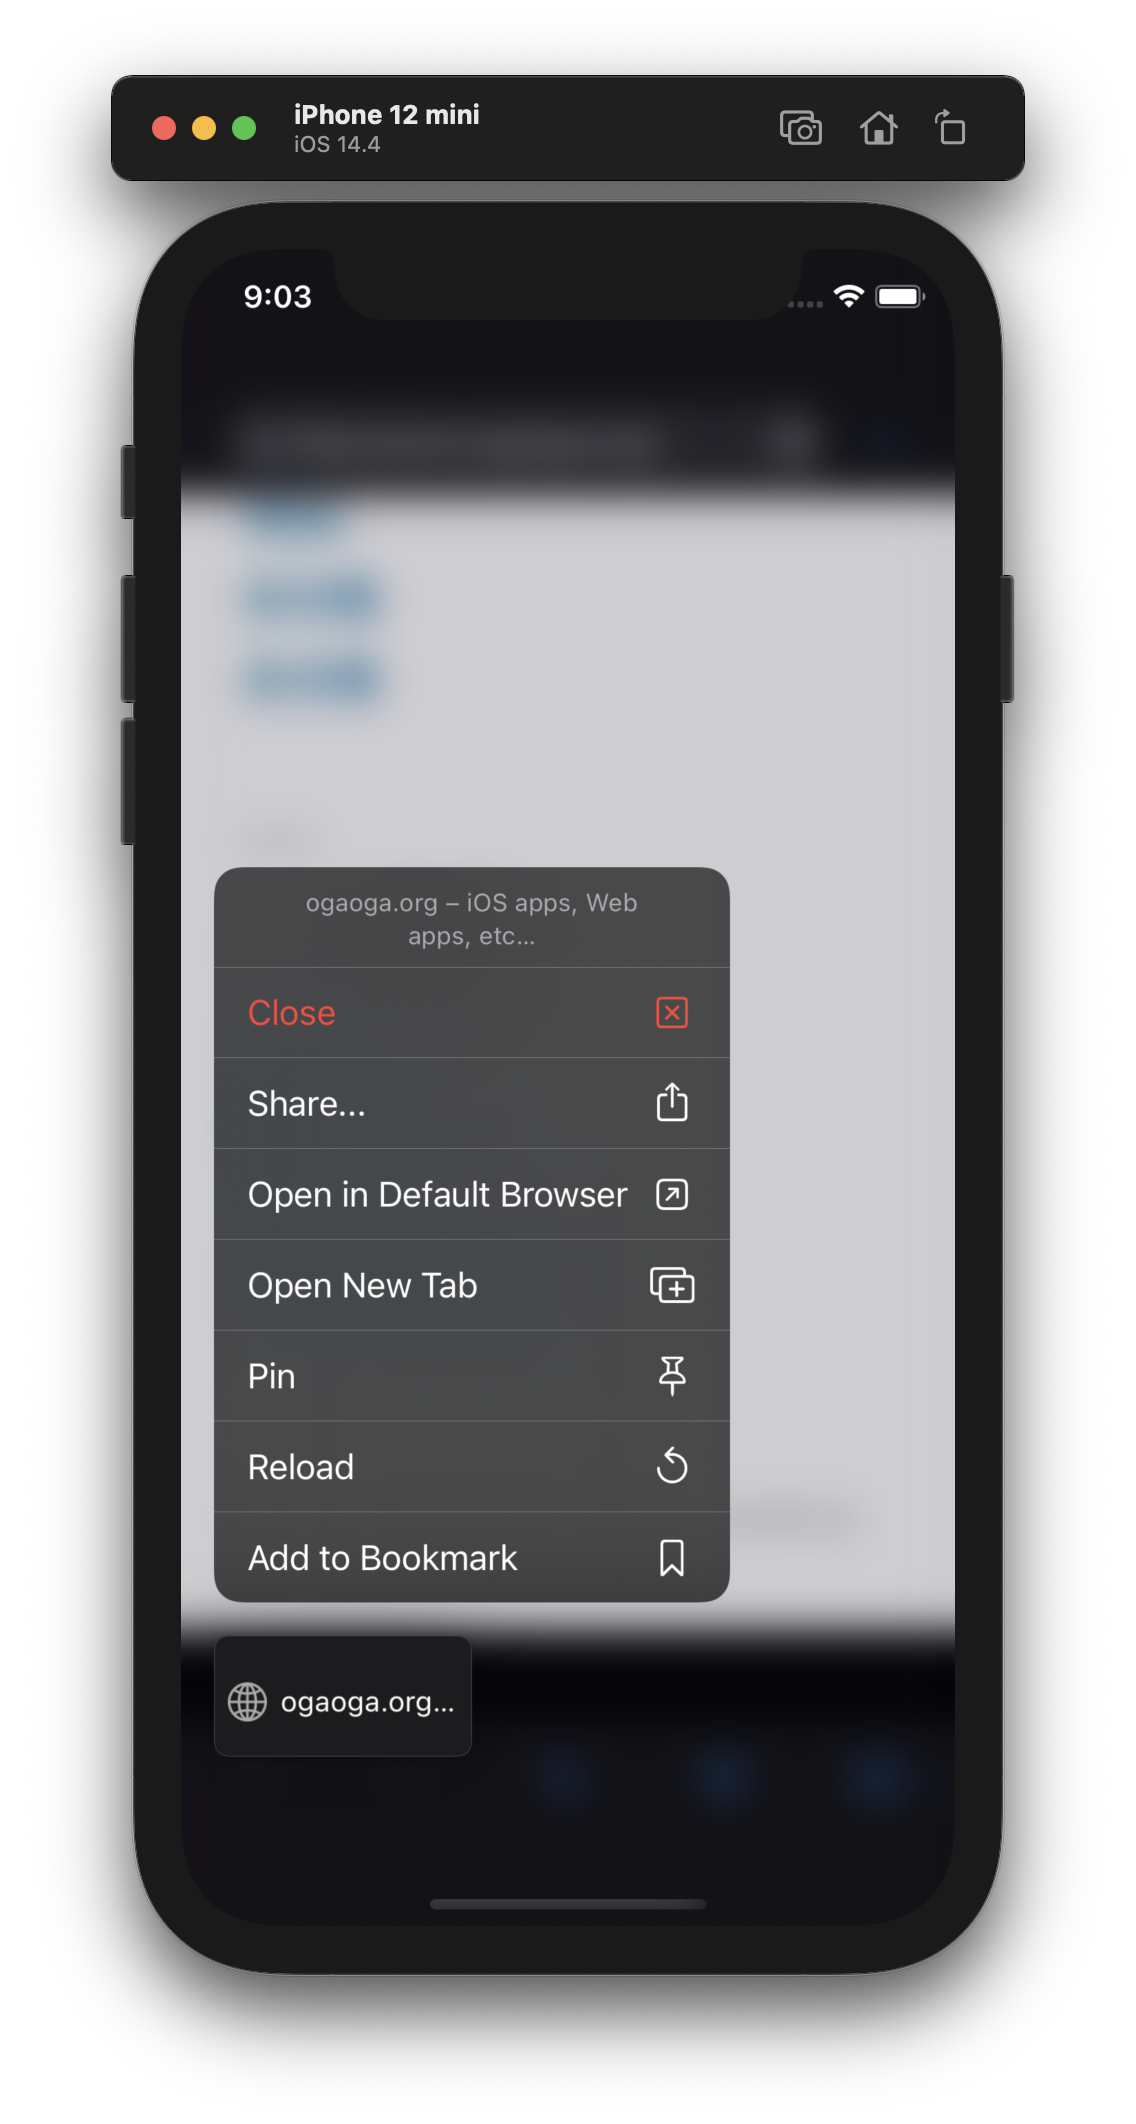 iPhone 12 mini
iOS 14.4
9:03
ogaoga.org – iOS apps, Web
apps, etc...
Close
Share...
Open in Default Browser
Open New Tab
Pin
Reload
Add to Bookmark
ogaoga.org...